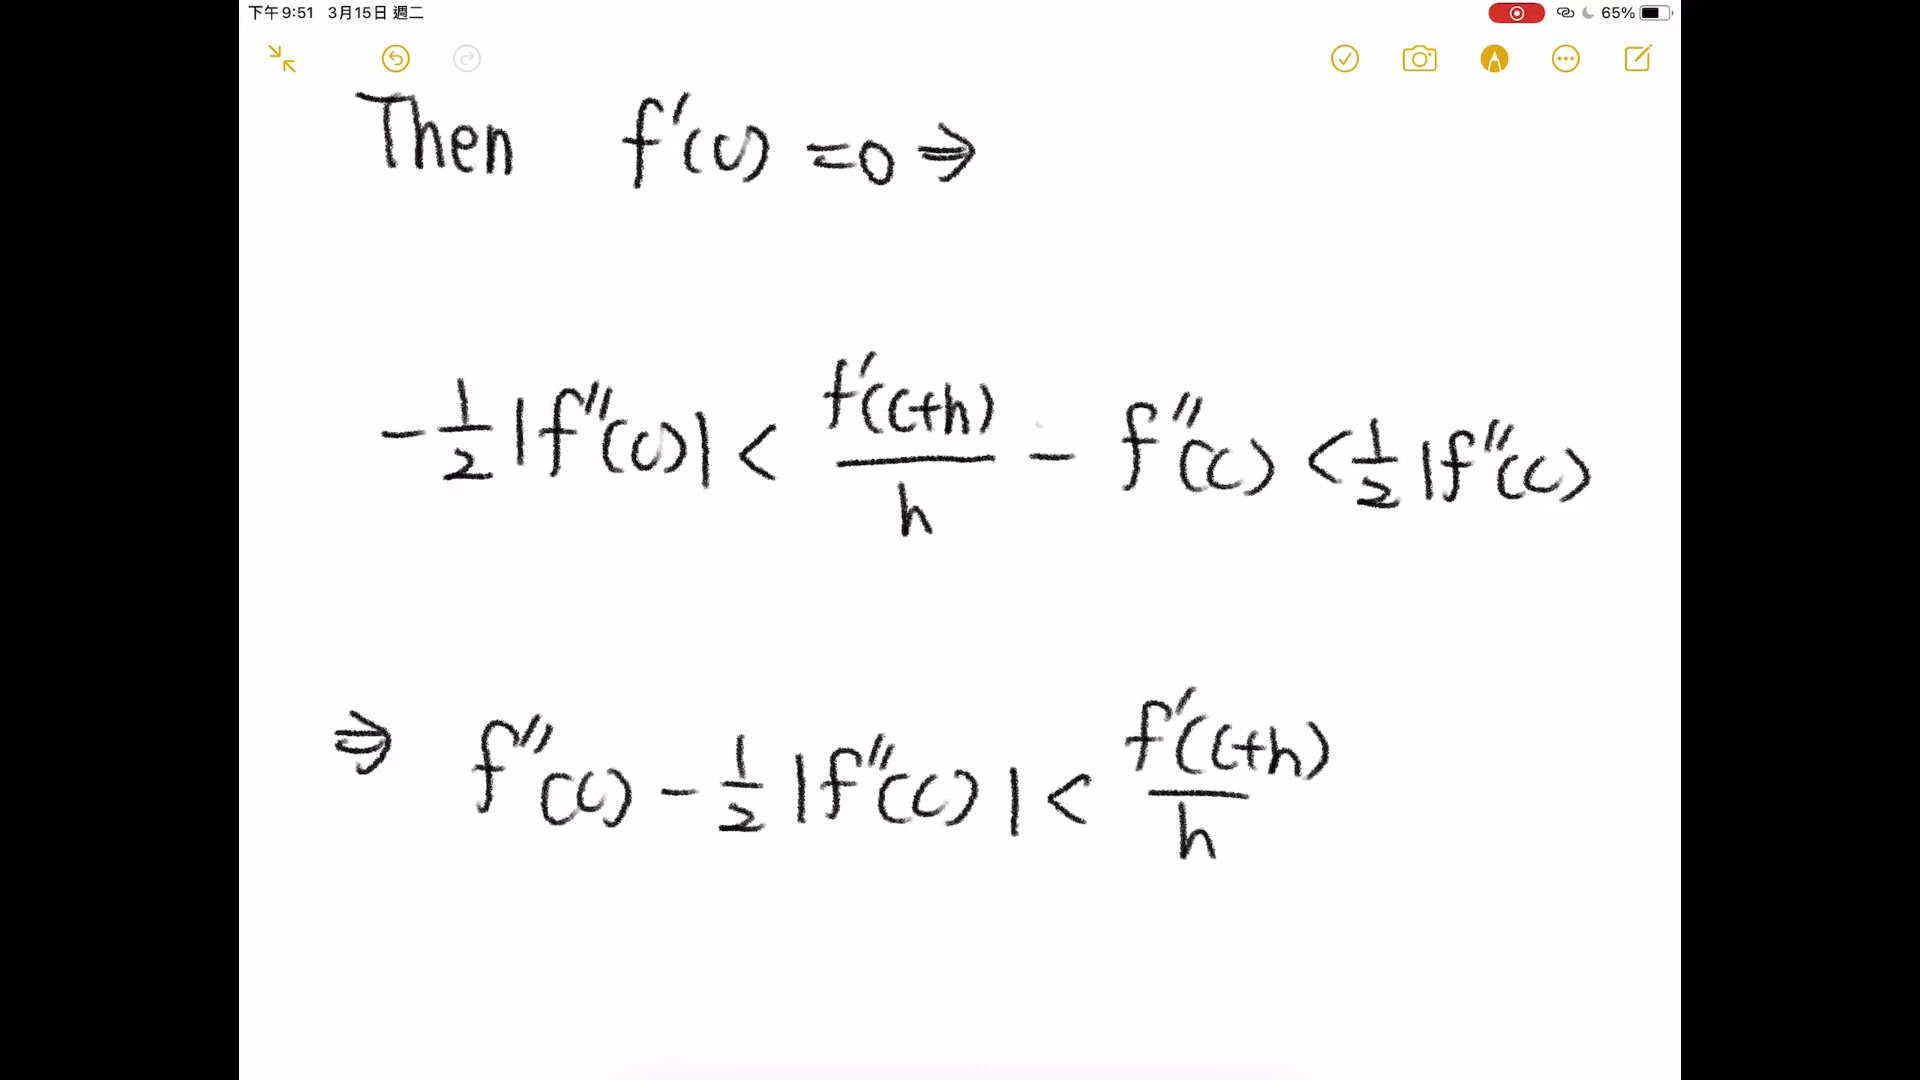 下午9:51 3月15日 週二 65%
Then f'(c) =0 ⇒
-1/2 |f''(c)| < f'(c+h)/h - f''(c) < 1/2 |f''(c)
⇒ f''(c) - 1/2 |f''(c)| < f'(c+h)/h